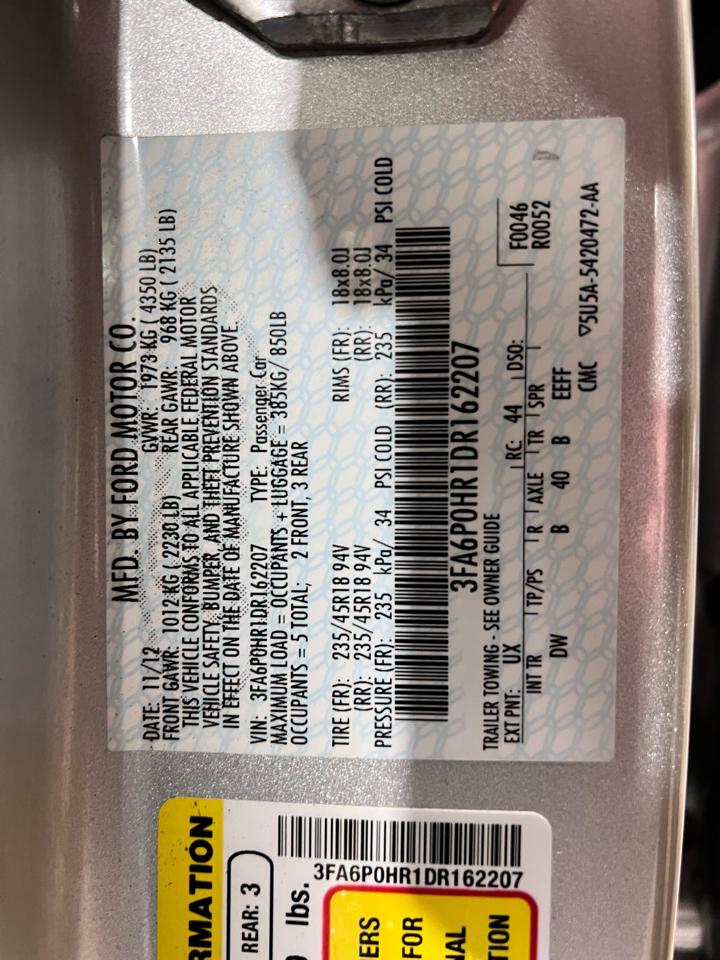 MFD. BY FORD MOTOR CO.
DATE: 11/12 GVWR: 1973 KG ( 4350 LB)
FRONT GAWR: 1012 KG ( 2230 LB) REAR GAWR: 968 KG ( 2135 LB)
THIS VEHICLE CONFORMS TO ALL APPLICABLE FEDERAL MOTOR
VEHICLE SAFETY, BUMPER, AND THEFT PREVENTION STANDARDS
IN EFFECT ON THE DATE OF MANUFACTURE SHOWN ABOVE.
VIN: 3FA6P0HR1DR162207 TYPE: Passenger Car
MAXIMUM LOAD = OCCUPANTS + LUGGAGE = 385KG/ 850LB
OCCUPANTS = 5 TOTAL; 2 FRONT, 3 REAR
TIRE (FR): 235/45R18 94V RIMS (FR): 18x8.0J
(RR): 235/45R18 94V (RR): 18x8.0J
PRESSURE (FR): 235 kPa/ 34 PSI COLD (RR): 235 kPa/ 34 PSI COLD
3FA6P0HR1DR162207
TRAILER TOWING - SEE OWNER GUIDE
EXT PNT: UX RC: 44 DSO: F0046
R0052
INT TR TP/PS R AXLE TR SPR
DW B 40 B EEFF
CMC ▽5U5A-5420472-AA
RMATION
REAR: 3
lbs.
3FA6P0HR1DR162207
ERS
FOR
NAL
TION